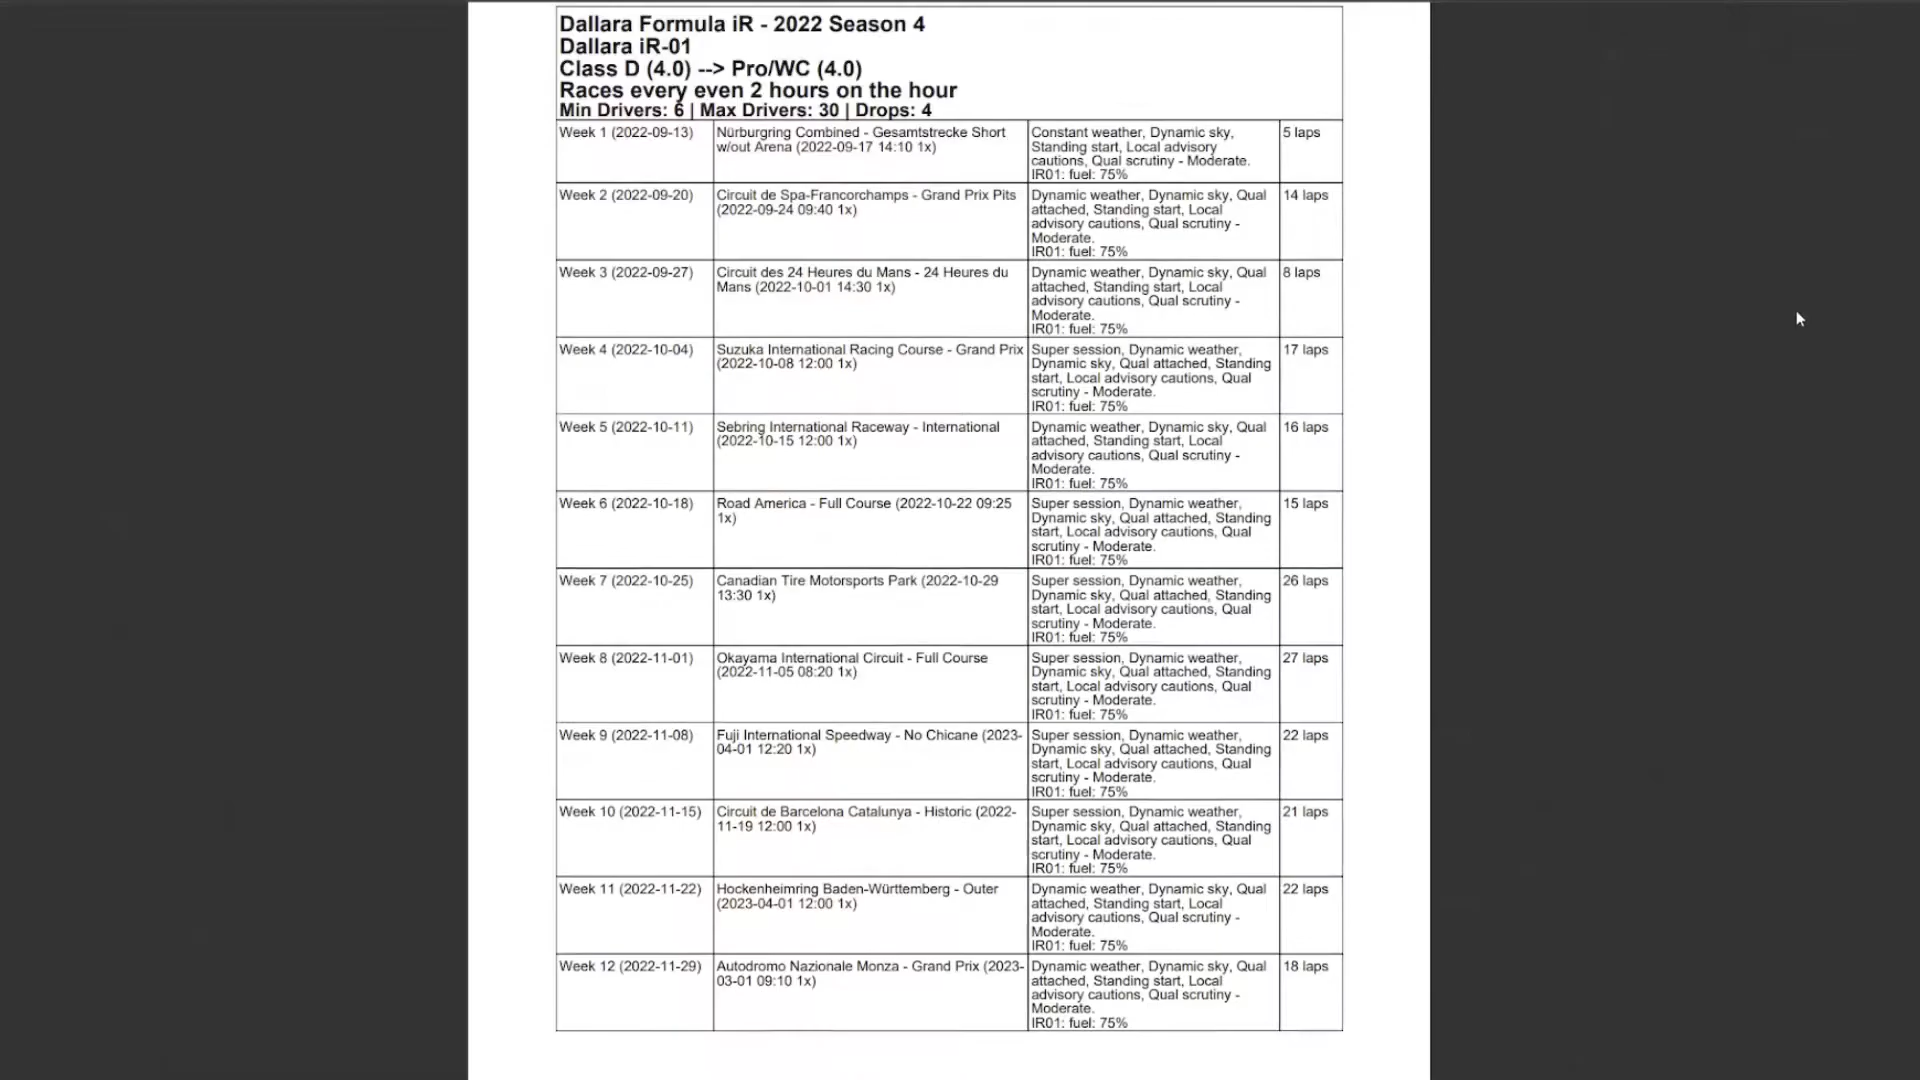 Dallara Formula iR - 2022 Season 4
Dallara iR-01
Class D (4.0) --> Pro/WC (4.0)
Races every even 2 hours on the hour
Min Drivers: 6 | Max Drivers: 30 | Drops: 4
Week 1 (2022-09-13)
Nürburgring Combined - Gesamtstrecke Short
w/out Arena (2022-09-17 14:10 1x)
Constant weather, Dynamic sky,
Standing start, Local advisory
cautions, Qual scrutiny - Moderate.
IR01: fuel: 75%
5 laps
Week 2 (2022-09-20)
Circuit de Spa-Francorchamps - Grand Prix Pits
(2022-09-24 09:40 1x)
Dynamic weather, Dynamic sky, Qual
attached, Standing start, Local
advisory cautions, Qual scrutiny -
Moderate.
IR01: fuel: 75%
14 laps
Week 3 (2022-09-27)
Circuit des 24 Heures du Mans - 24 Heures du
Mans (2022-10-01 14:30 1x)
Dynamic weather, Dynamic sky, Qual
attached, Standing start, Local
advisory cautions, Qual scrutiny -
Moderate.
IR01: fuel: 75%
8 laps
Week 4 (2022-10-04)
Suzuka International Racing Course - Grand Prix
(2022-10-08 12:00 1x)
Super session, Dynamic weather,
Dynamic sky, Qual attached, Standing
start, Local advisory cautions, Qual
scrutiny - Moderate.
IR01: fuel: 75%
17 laps
Week 5 (2022-10-11)
Sebring International Raceway - International
(2022-10-15 12:00 1x)
Dynamic weather, Dynamic sky, Qual
attached, Standing start, Local
advisory cautions, Qual scrutiny -
Moderate.
IR01: fuel: 75%
16 laps
Week 6 (2022-10-18)
Road America - Full Course (2022-10-22 09:25
1x)
Super session, Dynamic weather,
Dynamic sky, Qual attached, Standing
start, Local advisory cautions, Qual
scrutiny - Moderate.
IR01: fuel: 75%
15 laps
Week 7 (2022-10-25)
Canadian Tire Motorsports Park (2022-10-29
13:30 1x)
Super session, Dynamic weather,
Dynamic sky, Qual attached, Standing
start, Local advisory cautions, Qual
scrutiny - Moderate.
IR01: fuel: 75%
26 laps
Week 8 (2022-11-01)
Okayama International Circuit - Full Course
(2022-11-05 08:20 1x)
Super session, Dynamic weather,
Dynamic sky, Qual attached, Standing
start, Local advisory cautions, Qual
scrutiny - Moderate.
IR01: fuel: 75%
27 laps
Week 9 (2022-11-08)
Fuji International Speedway - No Chicane (2023-
04-01 12:20 1x)
Super session, Dynamic weather,
Dynamic sky, Qual attached, Standing
start, Local advisory cautions, Qual
scrutiny - Moderate.
IR01: fuel: 75%
22 laps
Week 10 (2022-11-15)
Circuit de Barcelona Catalunya - Historic (2022-
11-19 12:00 1x)
Super session, Dynamic weather,
Dynamic sky, Qual attached, Standing
start, Local advisory cautions, Qual
scrutiny - Moderate.
IR01: fuel: 75%
21 laps
Week 11 (2022-11-22)
Hockenheimring Baden-Württemberg - Outer
(2023-04-01 12:00 1x)
Dynamic weather, Dynamic sky, Qual
attached, Standing start, Local
advisory cautions, Qual scrutiny -
Moderate.
IR01: fuel: 75%
22 laps
Week 12 (2022-11-29)
Autodromo Nazionale Monza - Grand Prix (2023-
03-01 09:10 1x)
Dynamic weather, Dynamic sky, Qual
attached, Standing start, Local
advisory cautions, Qual scrutiny -
Moderate.
IR01: fuel: 75%
18 laps